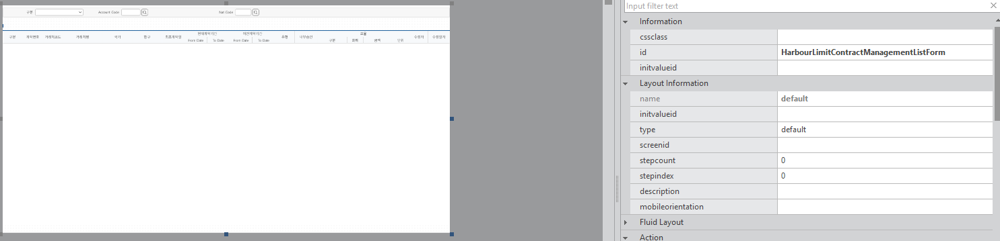 구분 Account Code Nat Code
현재계약기간 이전계약기간 요율
구분 계약번호 거래처코드 거래처명 국가 항구 최초계약일 유형 내부승인 수정자 수정일자
From Date To Date From Date To Date 구분 금액 단위
Input filter text
Information
cssclass
id HarbourLimitContractManagementListForm
initvalueid
Layout Information
name default
initvalueid
type default
screenid
stepcount 0
stepindex 0
description
mobileorientation
Fluid Layout
Action